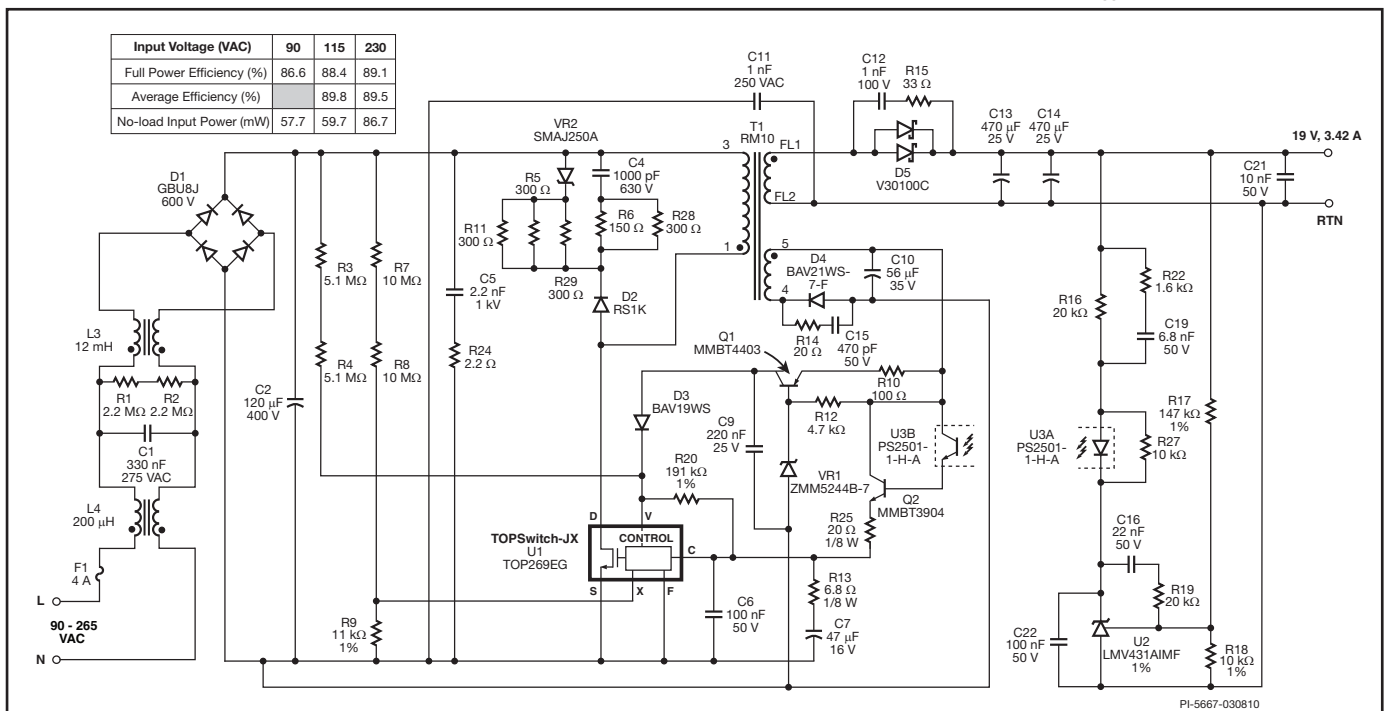 Input Voltage (VAC) 90 115 230
Full Power Efficiency (%) 86.6 88.4 89.1
Average Efficiency (%) 89.8 89.5
No-load Input Power (mW) 57.7 59.7 86.7
C11
1 nF
250 VAC
C12
1 nF
100 V
R15
33 Ω
VR2
SMAJ250A
T1
RM10
C13
470 µF
25 V
C14
470 µF
25 V
19 V, 3.42 A
D1
GBU8J
600 V
3
FL1
C4
1000 pF
630 V
D5
V30100C
C21
10 nF
50 V
R5
300 Ω
FL2
RTN
R11
300 Ω
R6
150 Ω
R28
300 Ω
1
5
R3
5.1 MΩ
R7
10 MΩ
C5
2.2 nF
1 kV
R29
300 Ω
D4
BAV21WS-
7-F
C10
56 µF
35 V
4
R22
1.6 kΩ
R16
20 kΩ
D2
RS1K
L3
12 mH
R14
20 Ω
C15
470 pF
50 V
C19
6.8 nF
50 V
Q1
MMBT4403
R4
5.1 MΩ
R8
10 MΩ
R24
2.2 Ω
R10
100 Ω
R1
2.2 MΩ
R2
2.2 MΩ
C2
120 µF
400 V
D3
BAV19WS
R12
4.7 kΩ
R17
147 kΩ
1%
C9
220 nF
25 V
U3B
PS2501-
1-H-A
U3A
PS2501-
1-H-A
R27
10 kΩ
C1
330 nF
275 VAC
R20
191 kΩ
1%
VR1
ZMM5244B-7
Q2
MMBT3904
L4
200 µH
D V
TOPSwitch-JX
U1
TOP269EG
CONTROL
C
R25
20 Ω
1/8 W
C16
22 nF
50 V
F1
4 A
S X F
R13
6.8 Ω
1/8 W
R19
20 kΩ
L
90 - 265
VAC
N
R9
11 kΩ
1%
C6
100 nF
50 V
C7
47 µF
16 V
C22
100 nF
50 V
U2
LMV431AIMF
1%
R18
10 kΩ
1%
PI-5667-030810